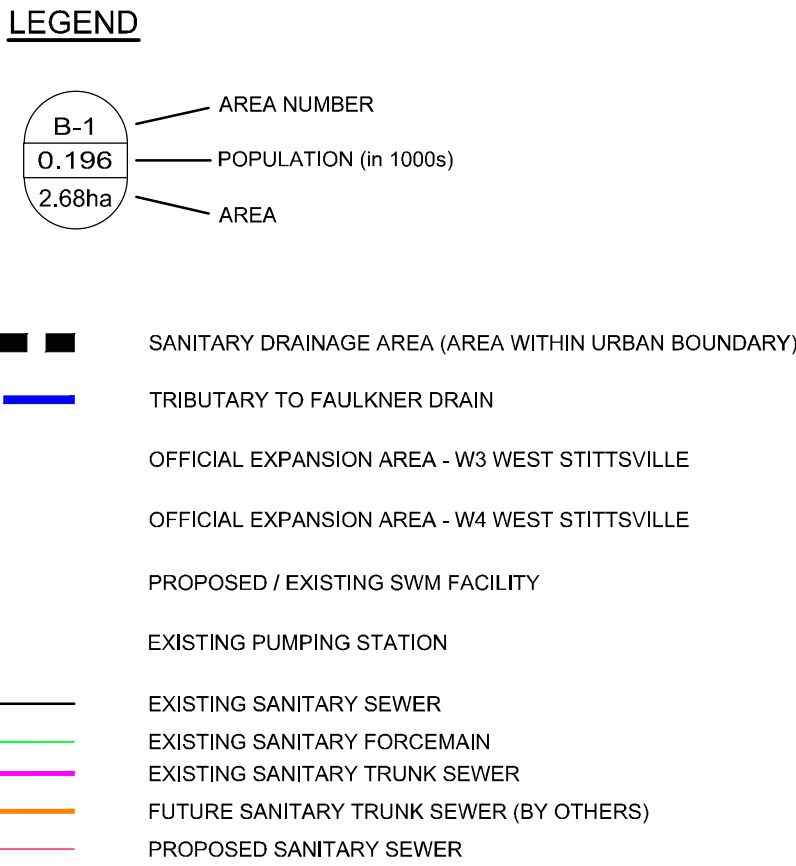 LEGEND
B-1
0.196
2.68ha
AREA NUMBER
POPULATION (in 1000s)
AREA
SANITARY DRAINAGE AREA (AREA WITHIN URBAN BOUNDARY)
TRIBUTARY TO FAULKNER DRAIN
OFFICIAL EXPANSION AREA - W3 WEST STITTSVILLE
OFFICIAL EXPANSION AREA - W4 WEST STITTSVILLE
PROPOSED / EXISTING SWM FACILITY
EXISTING PUMPING STATION
EXISTING SANITARY SEWER
EXISTING SANITARY FORCEMAIN
EXISTING SANITARY TRUNK SEWER
FUTURE SANITARY TRUNK SEWER (BY OTHERS)
PROPOSED SANITARY SEWER